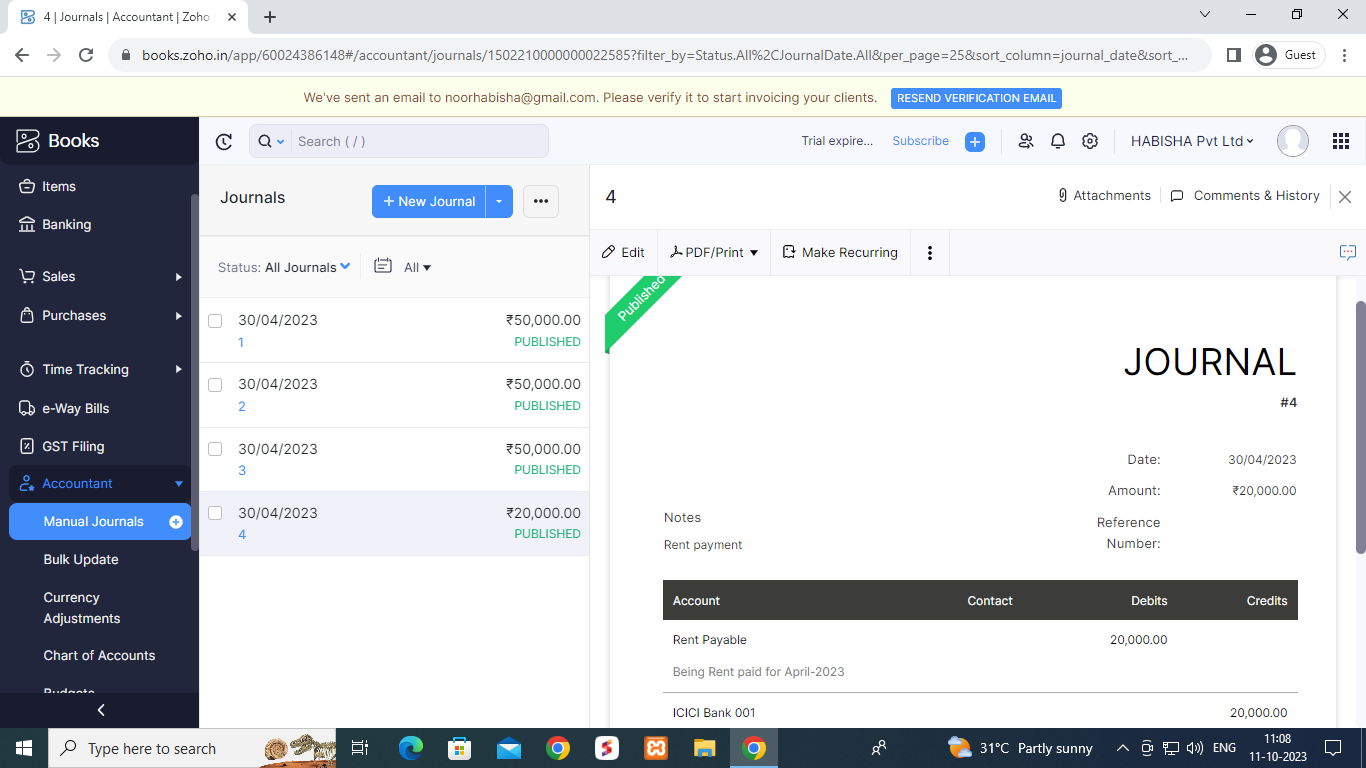 4 | Journals | Accountant | Zoho
books.zoho.in/app/60024386148#/accountant/journals/1502210000000022585?filter_by=Status.All%2CJournalDate.All&per_page=25&sort_column=journal_date&sort_...
Guest
We've sent an email to noorhabisha@gmail.com. Please verify it to start invoicing your clients.
RESEND VERIFICATION EMAIL
Books
Search ( / )
Trial expire...
Subscribe
HABISHA Pvt Ltd
Items
Banking
Sales
Purchases
Time Tracking
e-Way Bills
GST Filing
Accountant
Manual Journals
Bulk Update
Currency
Adjustments
Chart of Accounts
Budgets
Journals
+ New Journal
Status: All Journals
All
30/04/2023 ₹50,000.00
1 PUBLISHED
30/04/2023 ₹50,000.00
2 PUBLISHED
30/04/2023 ₹50,000.00
3 PUBLISHED
30/04/2023 ₹20,000.00
4 PUBLISHED
4
Attachments
Comments & History
Edit
PDF/Print
Make Recurring
Published
JOURNAL
#4
Date: 30/04/2023
Amount: ₹20,000.00
Reference
Number:
Notes
Rent payment
Account Contact Debits Credits
Rent Payable 20,000.00
Being Rent paid for April-2023
ICICI Bank 001 20,000.00
Type here to search
31°C Partly sunny
ENG
11:08
11-10-2023